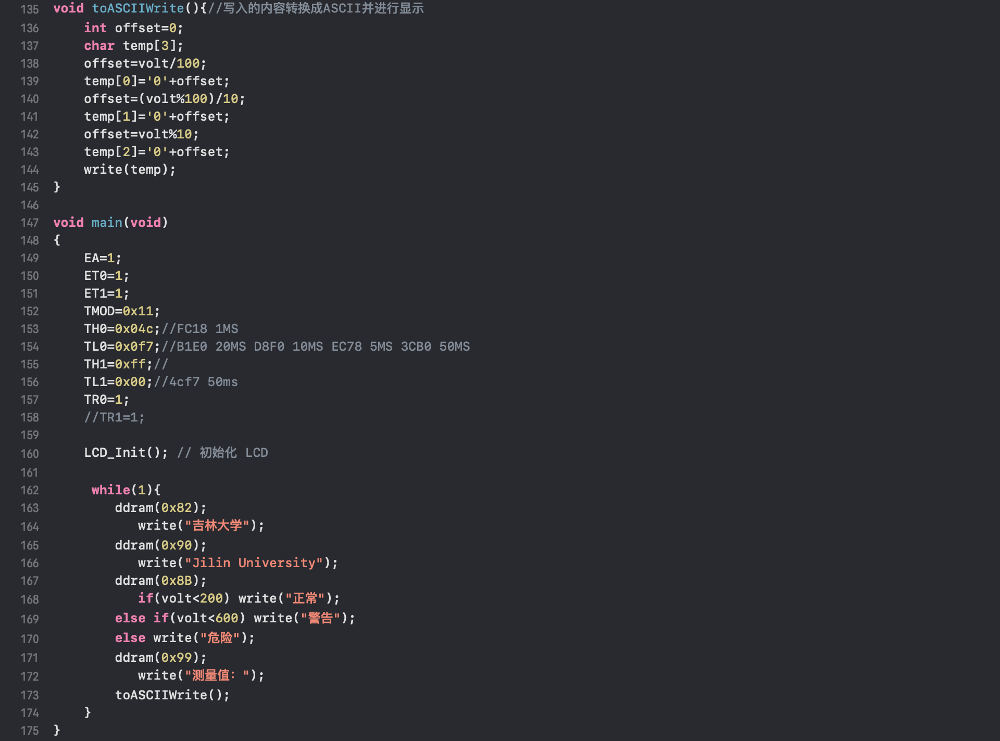 135 void toASCIIWrite(){//写入的内容转换成ASCII并进行显示
136     int offset=0;
137     char temp[3];
138     offset=volt/100;
139     temp[0]='0'+offset;
140     offset=(volt%100)/10;
141     temp[1]='0'+offset;
142     offset=volt%10;
143     temp[2]='0'+offset;
144     write(temp);
145 }
146
147 void main(void)
148 {
149     EA=1;
150     ET0=1;
151     ET1=1;
152     TMOD=0x11;
153     TH0=0x04c;//FC18 1MS
154     TL0=0x0f7;//B1E0 20MS D8F0 10MS EC78 5MS 3CB0 50MS
155     TH1=0xff;//
156     TL1=0x00;//4cf7 50ms
157     TR0=1;
158     //TR1=1;
159
160     LCD_Init(); // 初始化 LCD
161
162      while(1){
163         ddram(0x82);
164            write("吉林大学");
165         ddram(0x90);
166            write("Jilin University");
167         ddram(0x8B);
168            if(volt<200) write("正常");
169         else if(volt<600) write("警告");
170         else write("危险");
171         ddram(0x99);
172            write("测量值：");
173         toASCIIWrite();
174     }
175 }